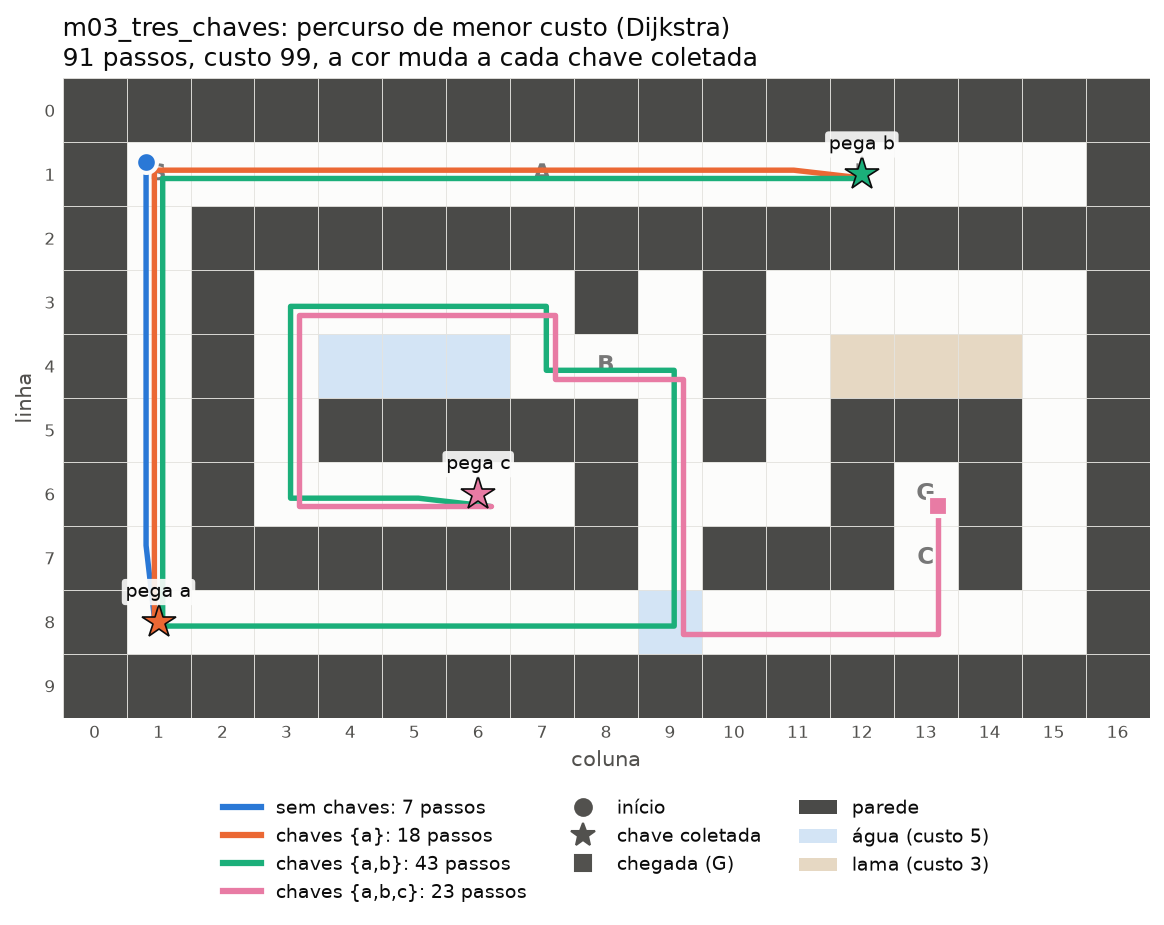 m03_tres_chaves: percurso de menor custo (Dijkstra)
91 passos, custo 99, a cor muda a cada chave coletada
0
1
2
3
4
5
6
7
8
9
linha
pega b
A
B
pega c
G
C
pega a
0 1 2 3 4 5 6 7 8 9 10 11 12 13 14 15 16
coluna
sem chaves: 7 passos
chaves {a}: 18 passos
chaves {a,b}: 43 passos
chaves {a,b,c}: 23 passos
início
chave coletada
chegada (G)
parede
água (custo 5)
lama (custo 3)